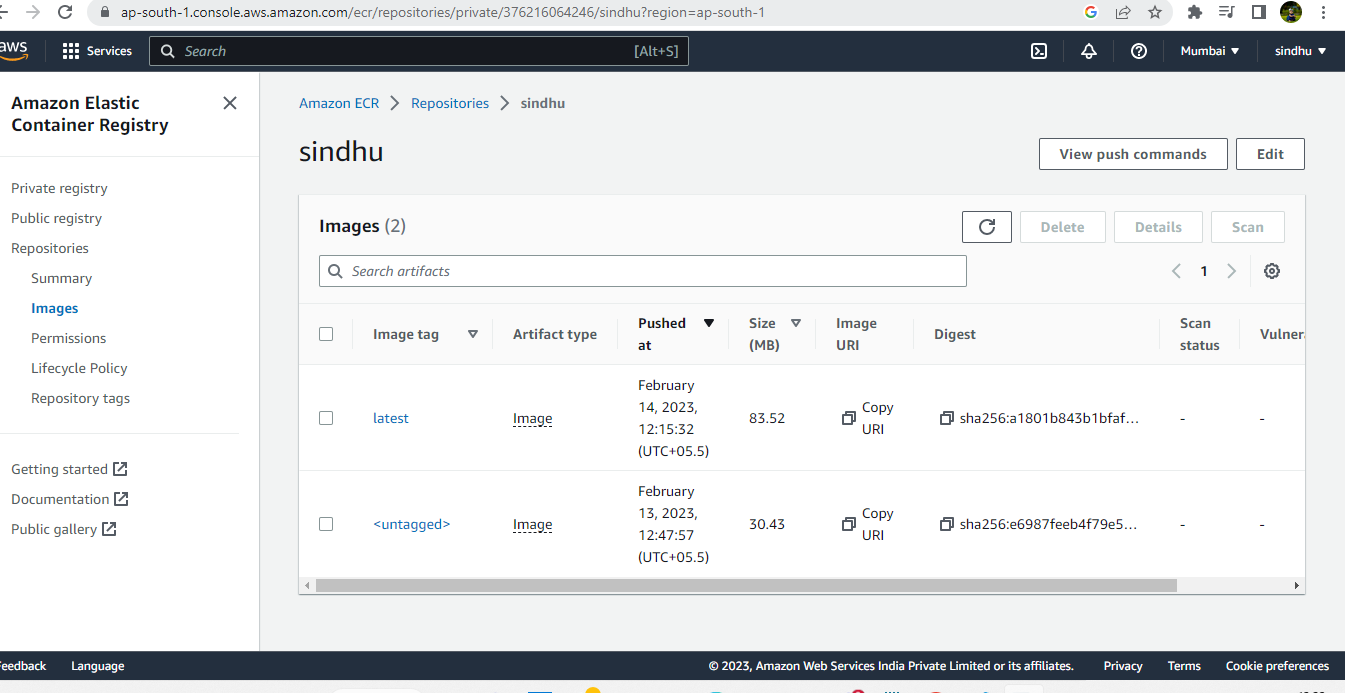 ap-south-1.console.aws.amazon.com/ecr/repositories/private/376216064246/sindhu?region=ap-south-1
aws
Services
Search
[Alt+S]
Mumbai
sindhu
Amazon Elastic
Container Registry
Private registry
Public registry
Repositories
Summary
Images
Permissions
Lifecycle Policy
Repository tags
Getting started
Documentation
Public gallery
Amazon ECR
Repositories
sindhu
sindhu
View push commands
Edit
Images (2)
Delete
Details
Scan
Search artifacts
1
Image tag
Artifact type
Pushed
at
Size
(MB)
Image
URI
Digest
Scan
status
Vulnera
latest
Image
February
14, 2023,
12:15:32
(UTC+05.5)
83.52
Copy
URI
sha256:a1801b843b1bfaf...
-
-
<untagged>
Image
February
13, 2023,
12:47:57
(UTC+05.5)
30.43
Copy
URI
sha256:e6987feeb4f79e5...
-
-
Feedback
Language
© 2023, Amazon Web Services India Private Limited or its affiliates.
Privacy
Terms
Cookie preferences